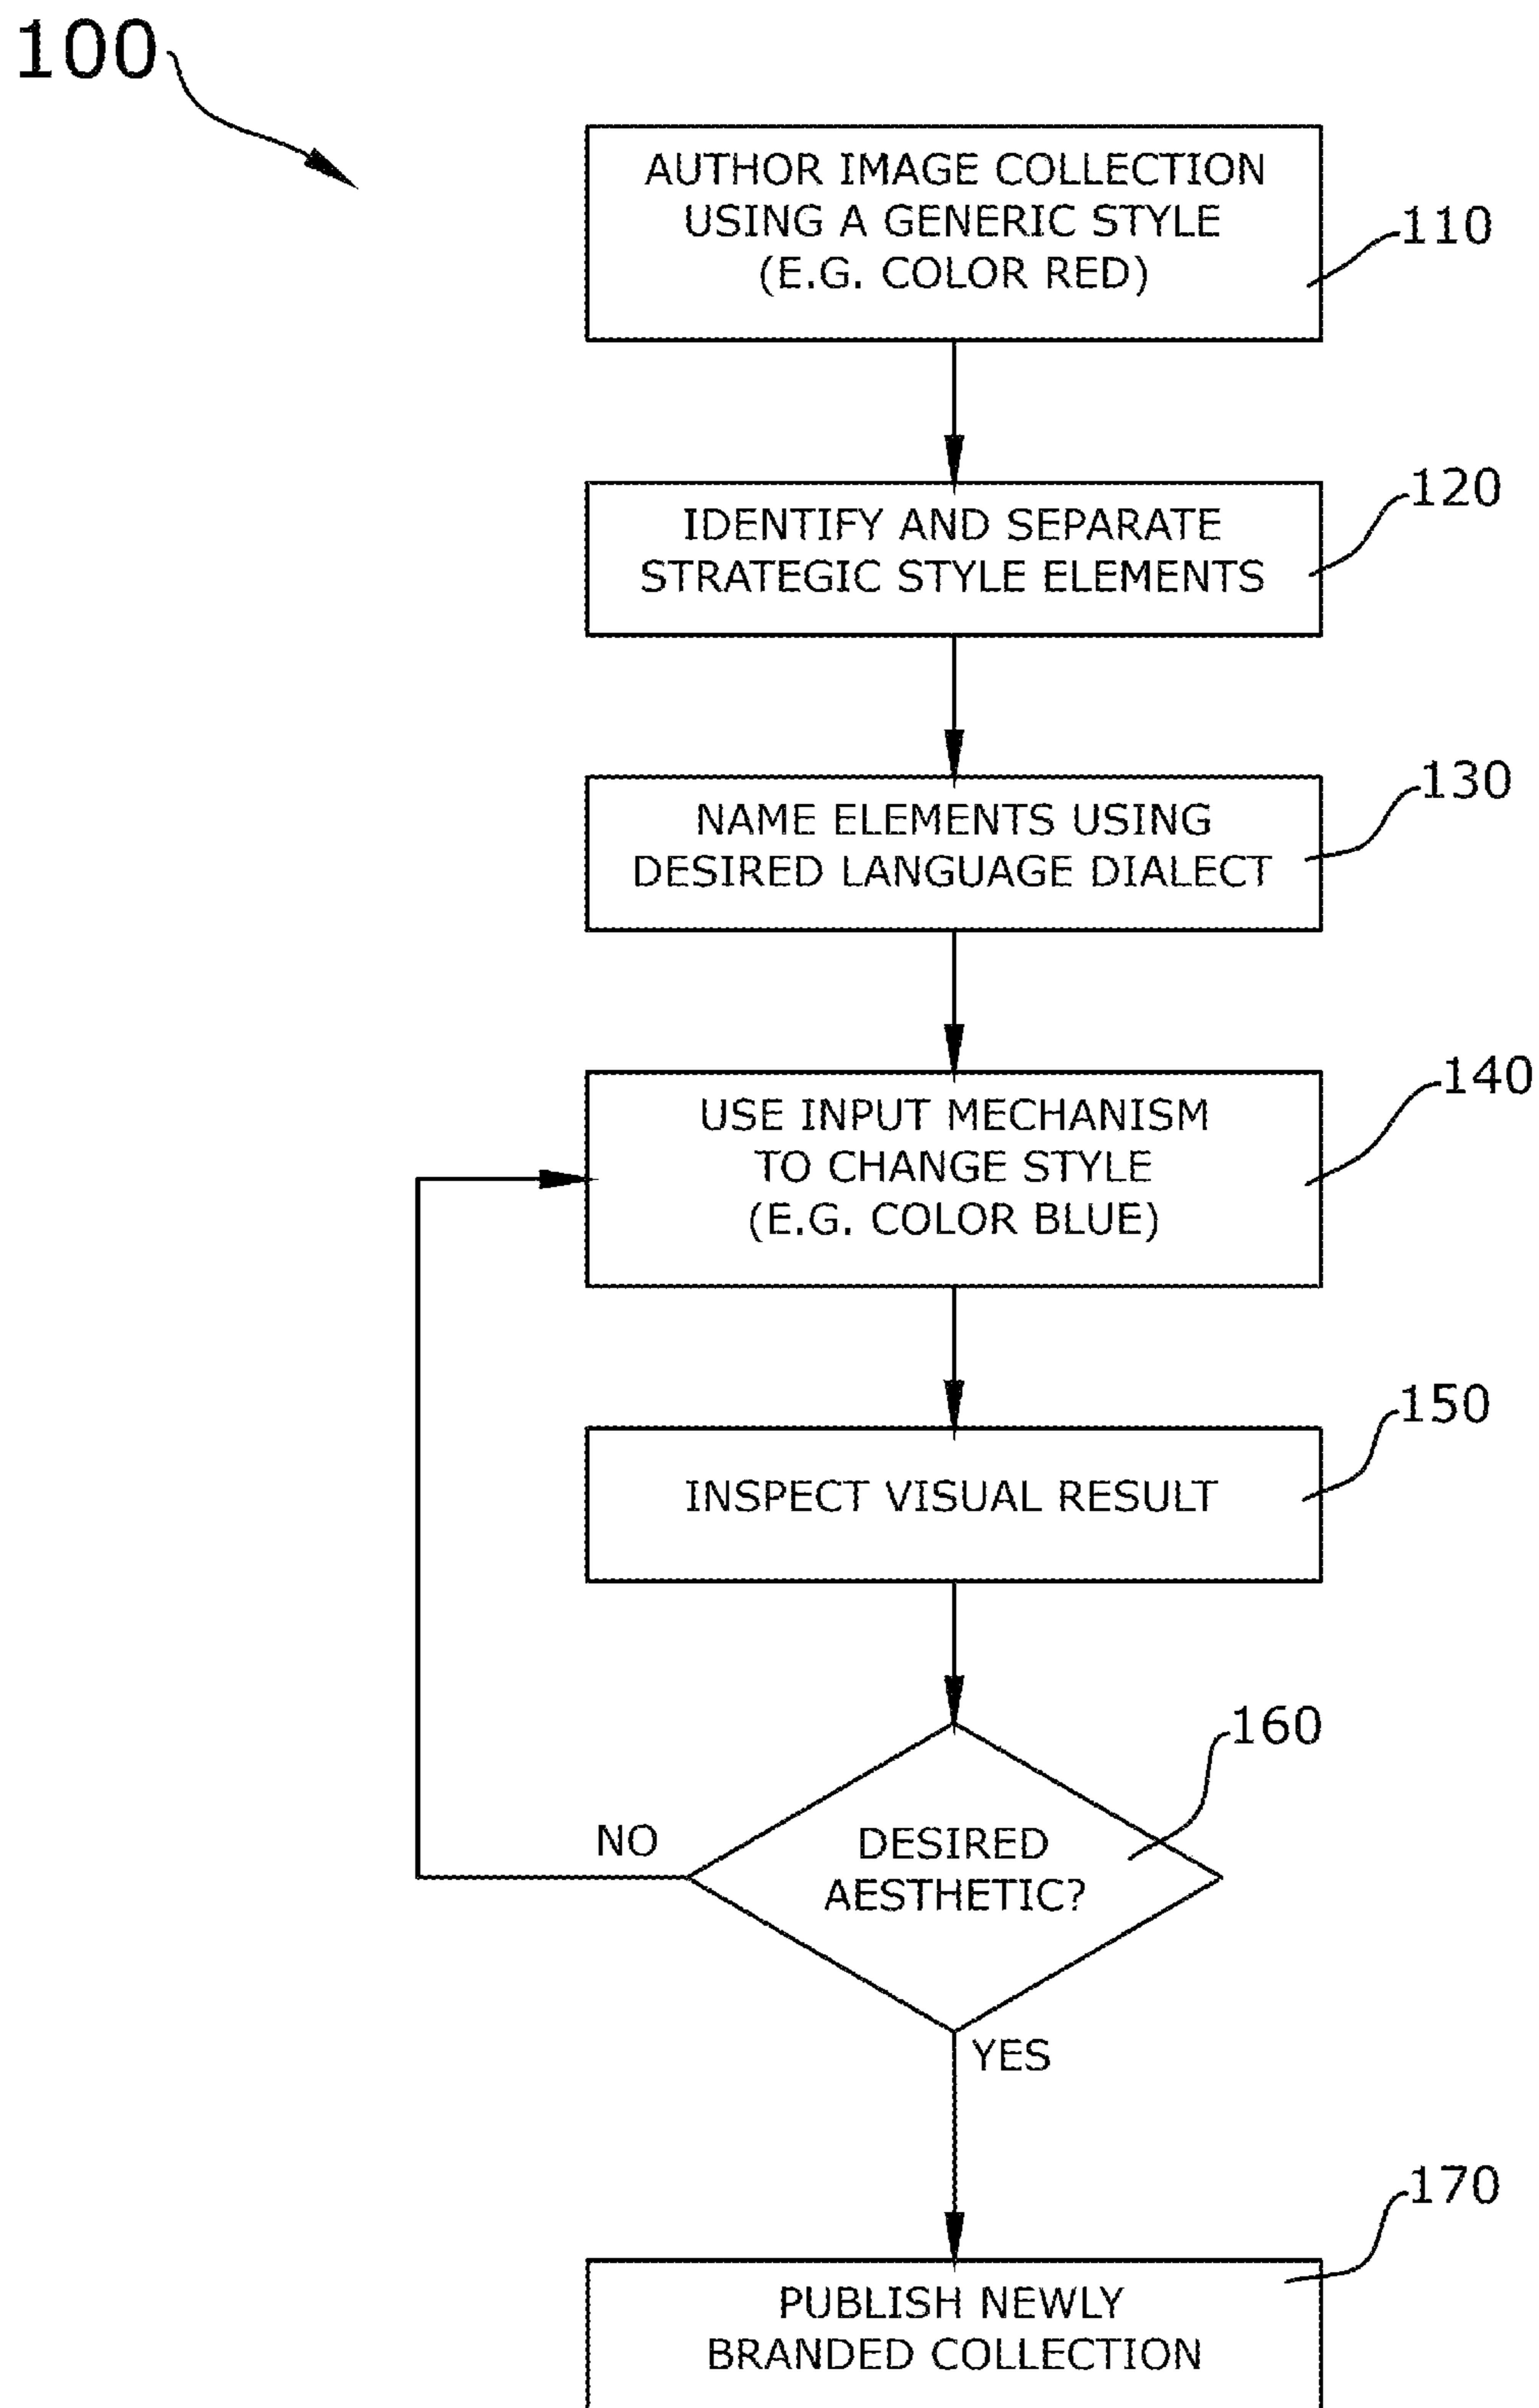 100
AUTHOR IMAGE COLLECTION
USING A GENERIC STYLE
(E.G. COLOR RED)
110
IDENTIFY AND SEPARATE
STRATEGIC STYLE ELEMENTS
120
NAME ELEMENTS USING
DESIRED LANGUAGE DIALECT
130
USE INPUT MECHANISM
TO CHANGE STYLE
(E.G. COLOR BLUE)
140
INSPECT VISUAL RESULT
150
DESIRED
AESTHETIC?
160
NO
YES
PUBLISH NEWLY
BRANDED COLLECTION
170